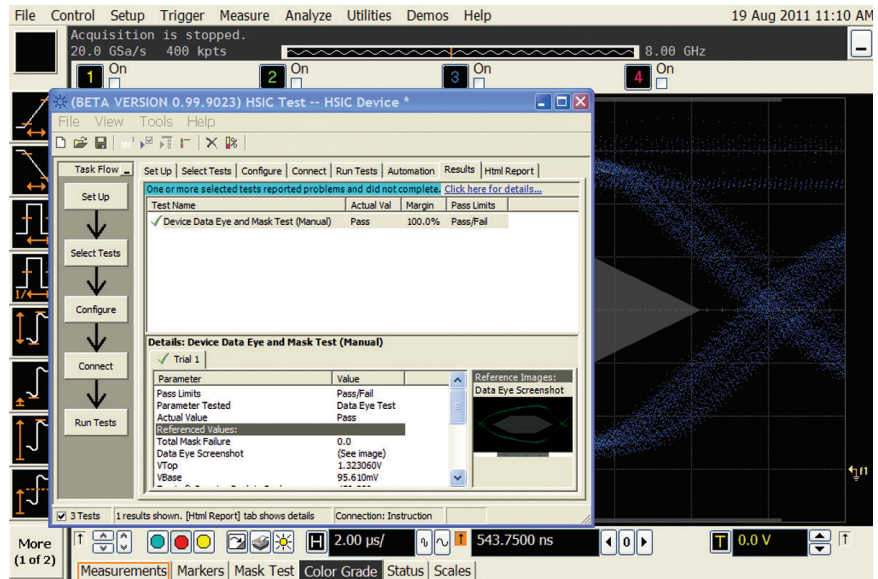 File Control Setup Trigger Measure Analyze Utilities Demos Help 19 Aug 2011 11:10 AM
Acquisition is stopped.
20.0 GSa/s 400 kpts 8.00 GHz
1 On 2 On 3 On 4 On
(BETA VERSION 0.99.9023) HSIC Test -- HSIC Device *
File View Tools Help
Task Flow
Set Up
Select Tests
Configure
Connect
Run Tests
Set Up Select Tests Configure Connect Run Tests Automation Results Html Report
One or more selected tests reported problems and did not complete. Click here for details...
Test Name Actual Val Margin Pass Limits
Device Data Eye and Mask Test (Manual) Pass 100.0% Pass/Fail
Details: Device Data Eye and Mask Test (Manual)
Trial 1
Parameter Value
Pass Limits Pass/Fail
Parameter Tested Data Eye Test
Actual Value Pass
Referenced Values:
Total Mask Failure 0.0
Data Eye Screenshot (See image)
VTop 1.323060V
VBase 95.610mV
Reference Images:
Data Eye Screenshot
3 Tests 1 results shown. [Html Report] tab shows details Connection: Instruction
1/
f1
More
(1 of 2)
H 2.00 µs/ 543.7500 ns 0 T 0.0 V
Measurements Markers Mask Test Color Grade Status Scales